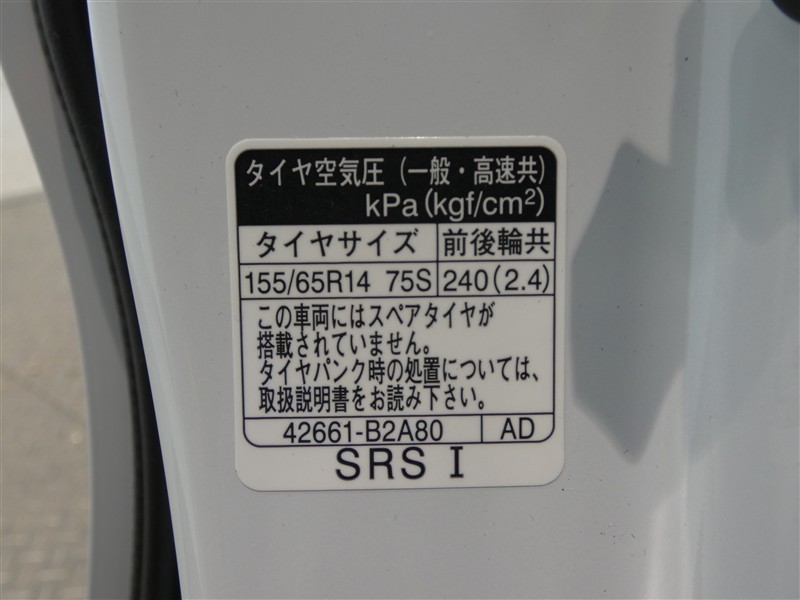 タイヤ空気圧（一般・高速共）
kPa(kgf/cm²)
タイヤサイズ 前後輪共
155/65R14 75S 240(2.4)
この車両にはスペアタイヤが
搭載されていません。
タイヤパンク時の処置については、
取扱説明書をお読み下さい。
42661-B2A80 AD
SRS I